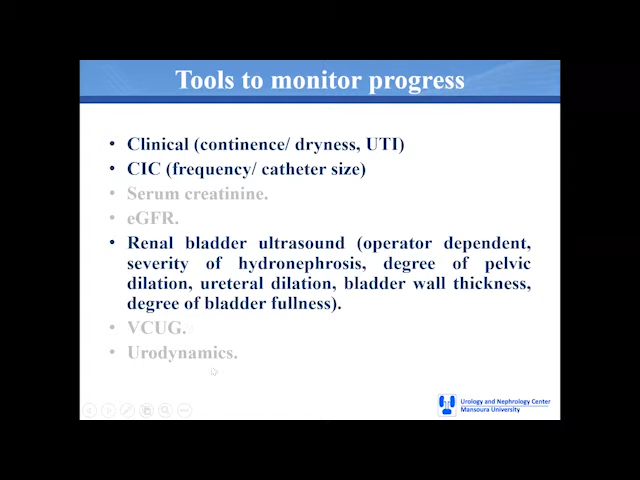 Tools to monitor progress
• Clinical (continence/ dryness, UTI)
• CIC (frequency/ catheter size)
• Serum creatinine.
• eGFR.
• Renal bladder ultrasound (operator dependent,
severity of hydronephrosis, degree of pelvic
dilation, ureteral dilation, bladder wall thickness,
degree of bladder fullness).
• VCUG.
• Urodynamics.
Urology and Nephrology Center
Mansoura University